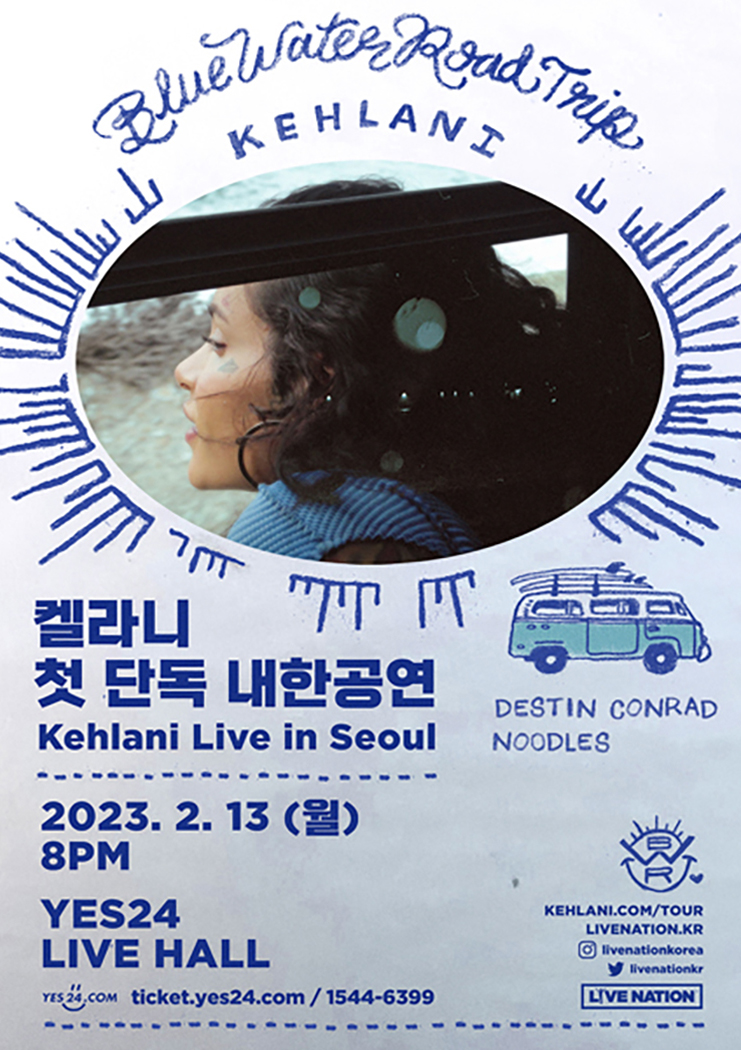 Blue Water Road Trip
KEHLANI
켈라니
첫 단독 내한공연
Kehlani Live in Seoul
DESTIN CONRAD
NOODLES
2023. 2. 13 (월)
8PM
YES24
LIVE HALL
YES24.COM ticket.yes24.com / 1544-6399
BWR
KEHLANI.COM/TOUR
LIVENATION.KR
livenationkorea
livenationkr
LIVE NATION